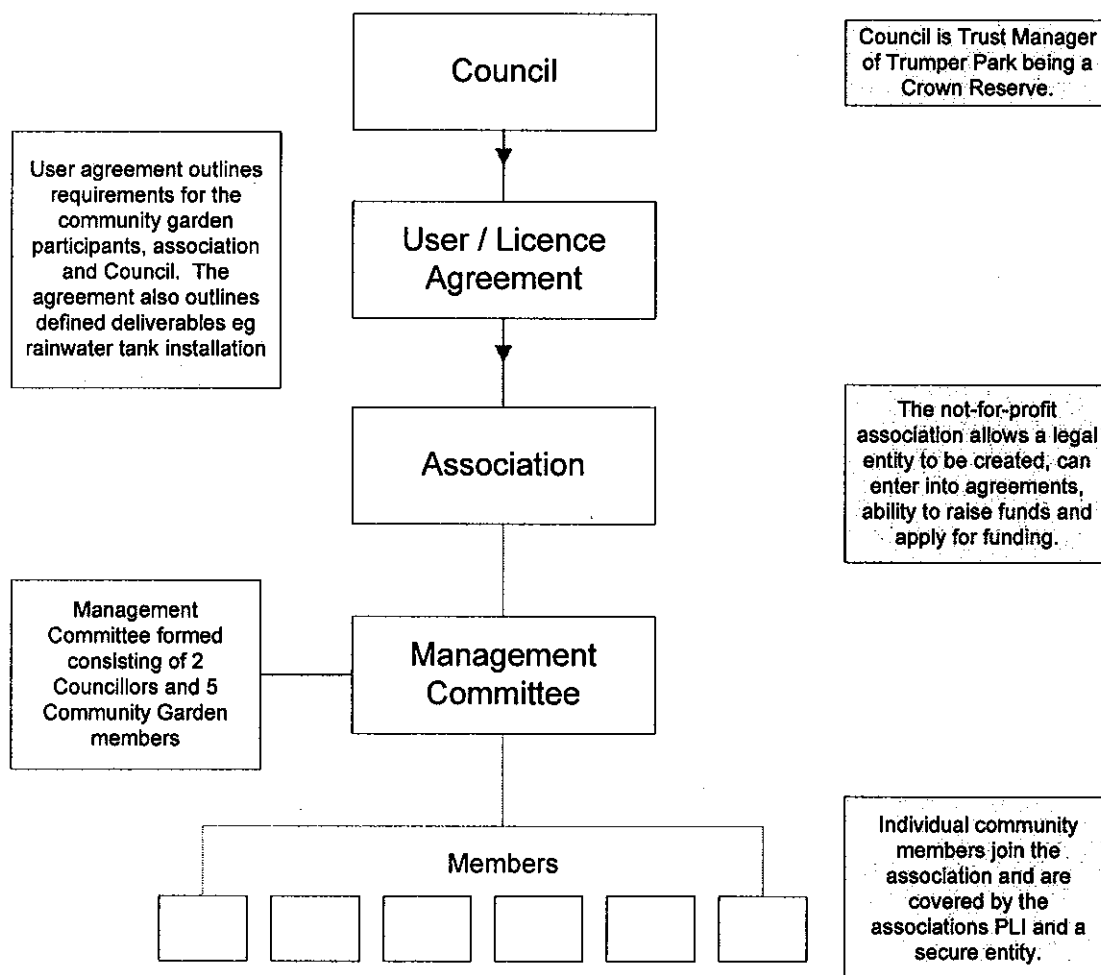 Council
Council is Trust Manager
of Trumper Park being a
Crown Reserve.
User agreement outlines
requirements for the
community garden
participants, association
and Council. The
agreement also outlines
defined deliverables eg
rainwater tank installation
User / Licence
Agreement
Association
The not-for-profit
association allows a legal
entity to be created, can
enter into agreements,
ability to raise funds and
apply for funding.
Management
Committee formed
consisting of 2
Councillors and 5
Community Garden
members
Management
Committee
Members
Individual community
members join the
association and are
covered by the
associations PLI and a
secure entity.